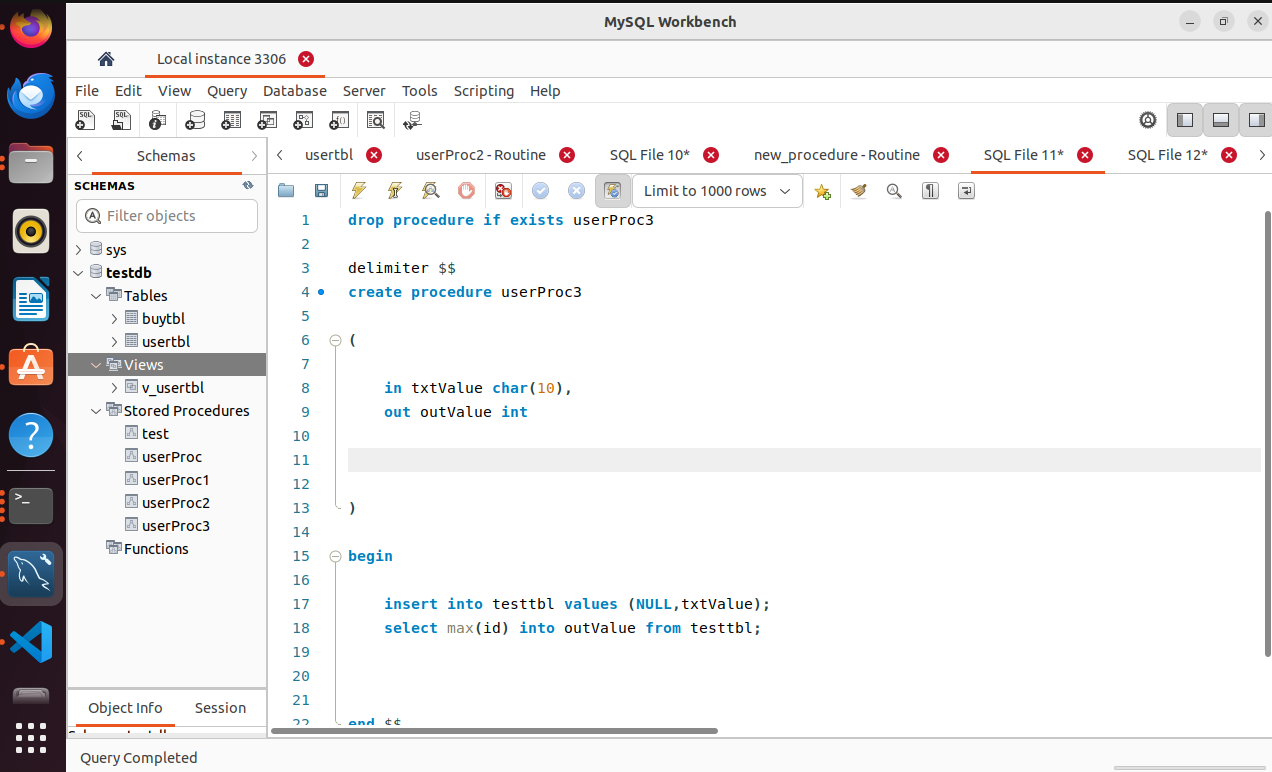 MySQL Workbench
Local instance 3306
File Edit View Query Database Server Tools Scripting Help
Schemas
usertbl userProc2 - Routine SQL File 10* new_procedure - Routine SQL File 11* SQL File 12*
SCHEMAS
Limit to 1000 rows
Filter objects
sys
testdb
Tables
buytbl
usertbl
Views
v_usertbl
Stored Procedures
test
userProc
userProc1
userProc2
userProc3
Functions
1 drop procedure if exists userProc3
2
3 delimiter $$
4 create procedure userProc3
5
6 (
7
8 in txtValue char(10),
9 out outValue int
10
11
12
13 )
14
15 begin
16
17 insert into testtbl values (NULL,txtValue);
18 select max(id) into outValue from testtbl;
19
20
21
22 end $$
Object Info Session
Query Completed